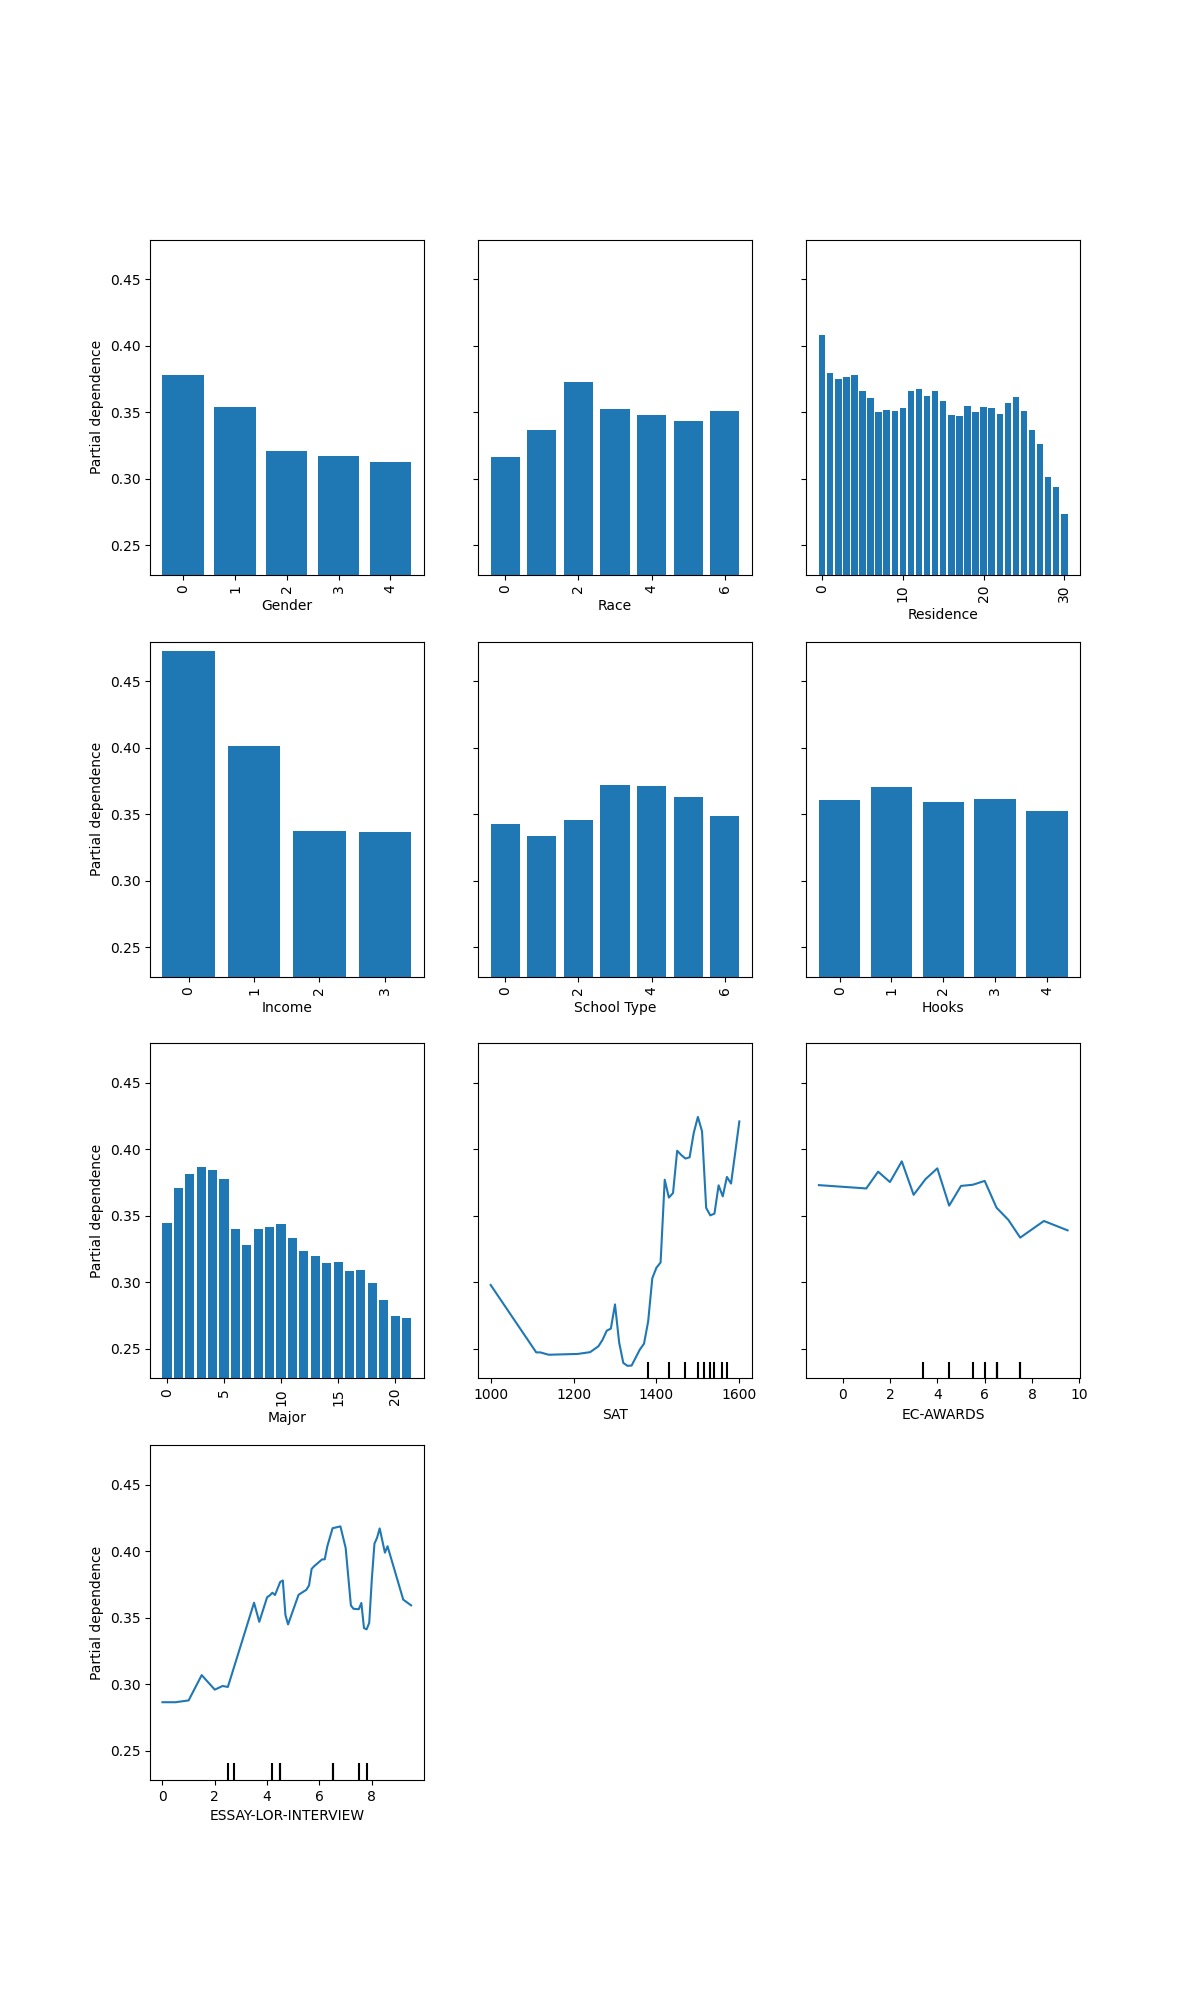 Partial dependence
0.45
0.40
0.35
0.30
0.25
0 1 2 3 4
Gender
0 2 4 6
Race
0 10 20 30
Residence
Partial dependence
0.45
0.40
0.35
0.30
0.25
0 1 2 3
Income
0 2 4 6
School Type
0 1 2 3 4
Hooks
Partial dependence
0.45
0.40
0.35
0.30
0.25
0 5 10 15 20
Major
1000 1200 1400 1600
SAT
0 2 4 6 8 10
EC-AWARDS
Partial dependence
0.45
0.40
0.35
0.30
0.25
0 2 4 6 8
ESSAY-LOR-INTERVIEW